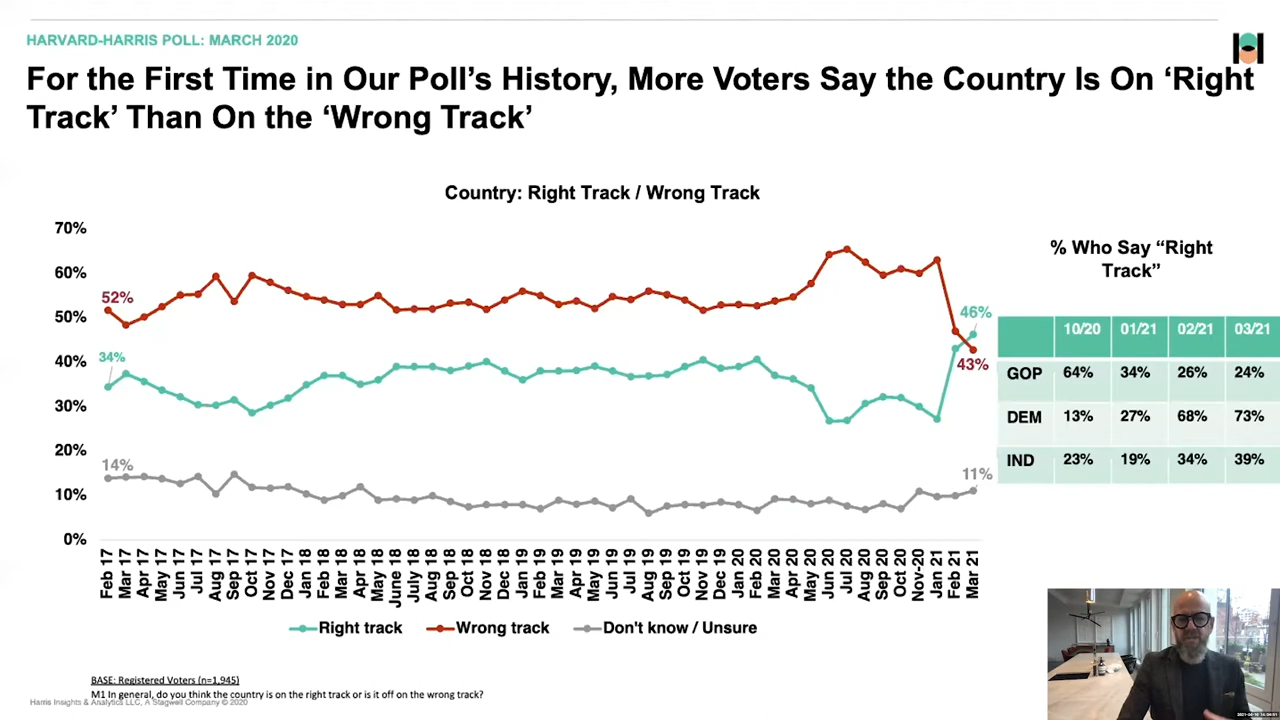 HARVARD-HARRIS POLL: MARCH 2020
For the First Time in Our Poll’s History, More Voters Say the Country Is On ‘Right
Track’ Than On the ‘Wrong Track’
Country: Right Track / Wrong Track
70%
60%
50%
40%
30%
20%
10%
0%
52%
34%
14%
46%
43%
11%
Feb 17
Mar 17
Apr 17
May 17
Jun 17
Jul 17
Aug 17
Sep 17
Oct 17
Nov 17
Dec 17
Jan 18
Feb 18
Mar 18
Apr 18
May 18
June 18
July 18
Aug 18
Sep 18
Oct 18
Nov 18
Dec 18
Jan 19
Feb 19
Mar 19
Apr 19
May 19
Jun 19
Jul 19
Aug 19
Sep 19
Oct 19
Nov 19
Dec 19
Jan 20
Feb 20
Mar 20
Apr 20
May 20
Jun 20
Jul 20
Aug 20
Sep 20
Oct 20
Nov-20
Jan 21
Feb 21
Mar 21
Right track Wrong track Don't know / Unsure
% Who Say “Right
Track”
10/20 01/21 02/21 03/21
GOP 64% 34% 26% 24%
DEM 13% 27% 68% 73%
IND 23% 19% 34% 39%
BASE: Registered Voters (n=1,945)
M1 In general, do you think the country is on the right track or is it off on the wrong track?
Harris Insights & Analytics LLC, A Stagwell Company © 2020